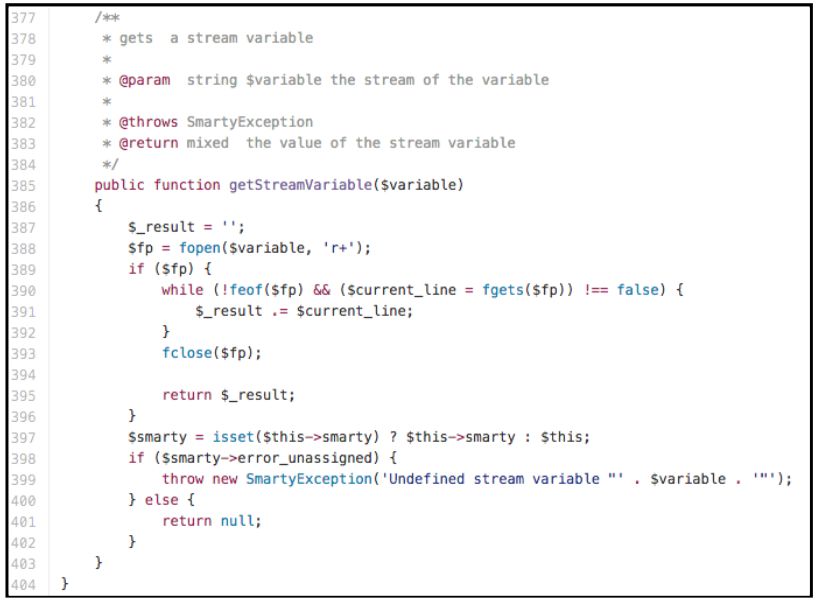 377 /**
378 * gets  a stream variable
379 *
380 * @param  string $variable the stream of the variable
381 *
382 * @throws SmartyException
383 * @return mixed  the value of the stream variable
384 */
385 public function getStreamVariable($variable)
386 {
387 $_result = '';
388 $fp = fopen($variable, 'r+');
389 if ($fp) {
390 while (!feof($fp) && ($current_line = fgets($fp)) !== false) {
391 $_result .= $current_line;
392 }
393 fclose($fp);
394
395 return $_result;
396 }
397 $smarty = isset($this->smarty) ? $this->smarty : $this;
398 if ($smarty->error_unassigned) {
399 throw new SmartyException('Undefined stream variable "' . $variable . '"');
400 } else {
401 return null;
402 }
403 }
404 }